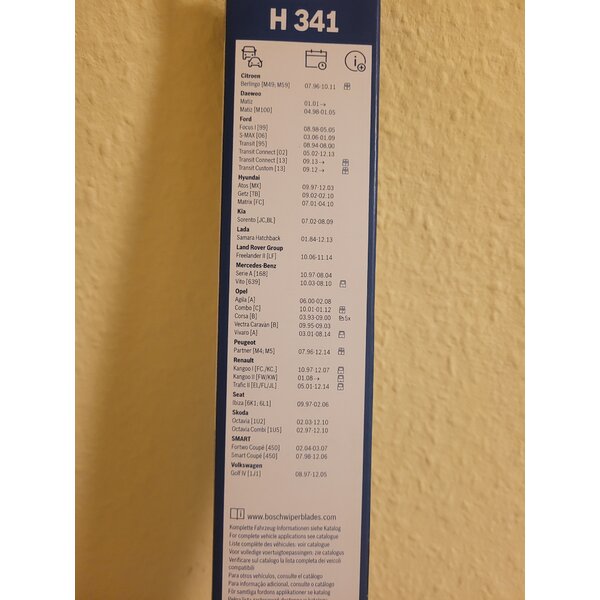 H 341
Citroen
Berlingo [M49; M59] 07.96-10.11
Daewoo
Matiz 01.01→
Matiz [M100] 04.98-01.05
Ford
Focus I [99] 08.98-05.05
S-MAX [06] 03.06-01.09
Transit [95] 08.94-08.00
Transit Connect [02] 05.02-12.13
Transit Connect [13] 09.13→
Transit Custom [13] 09.12→
Hyundai
Atos [MX] 09.97-12.03
Getz [TB] 09.02-02.10
Matrix [FC] 07.01-04.10
Kia
Sorento [JC,BL] 07.02-08.09
Lada
Samara Hatchback 01.84-12.13
Land Rover Group
Freelander II [LF] 10.06-11.14
Mercedes-Benz
Serie A [168] 10.97-08.04
Vito [639] 10.03-08.10
Opel
Agila [A] 06.00-02.08
Combo [C] 10.01-01.12
Corsa [B] 03.93-09.00 5x
Vectra Caravan [B] 09.95-09.03
Vivaro [A] 03.01-08.14
Peugeot
Partner [M4; M5] 07.96-12.14
Renault
Kangoo I [FC./KC.] 10.97-12.07
Kangoo II [FW/KW] 01.08→
Trafic II [EL/FL/JL] 05.01-12.14
Seat
Ibiza [6K1; 6L1] 09.97-02.06
Skoda
Octavia [1U2] 02.03-12.10
Octavia Combi [1U5] 02.97-12.10
SMART
Fortwo Coupé [450] 02.04-03.07
Smart Coupé [450] 07.98-12.06
Volkswagen
Golf IV [1J1] 08.97-12.05
www.boschwiperblades.com
Komplette Fahrzeug-Informationen siehe Katalog
For complete vehicle applications see catalogue
Liste complète des véhicules: voir catalogue
Voor volledige voertuigtoepassingen: zie catalogus
Verificare sul catalogo la lista completa dei veicoli
compatibili
Para otros vehículos, consulte el catálogo
Para informação adicional, consulte o catálogo
För samtliga fordons applikationer se katalog